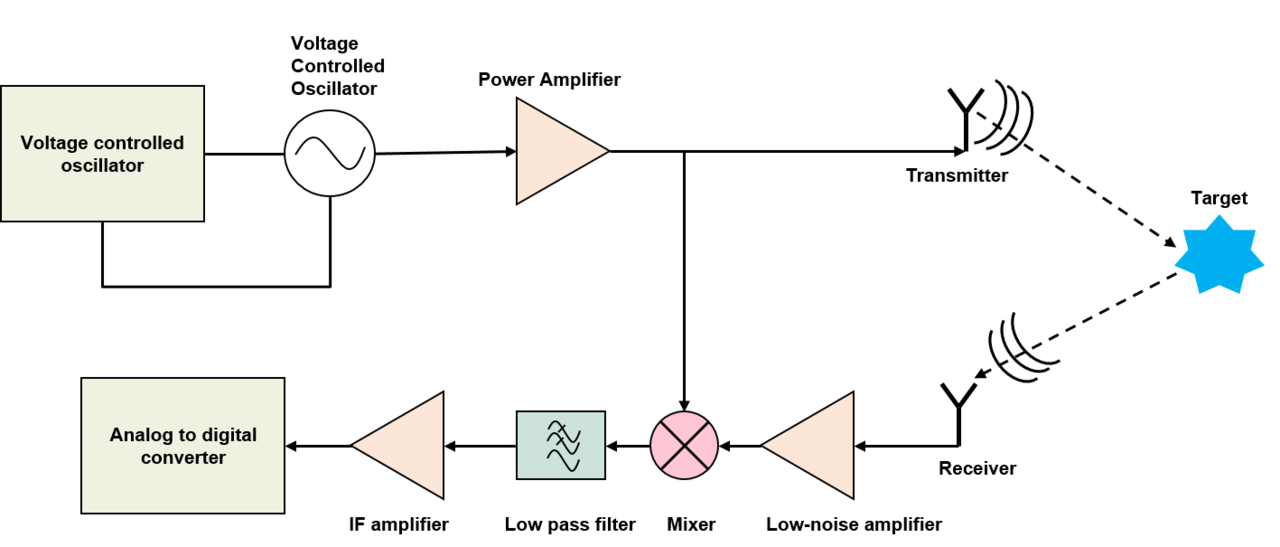 Voltage
Controlled
Oscillator
Power Amplifier
Voltage controlled
oscillator
Transmitter
Target
Analog to digital
converter
Receiver
IF amplifier
Low pass filter
Mixer
Low-noise amplifier